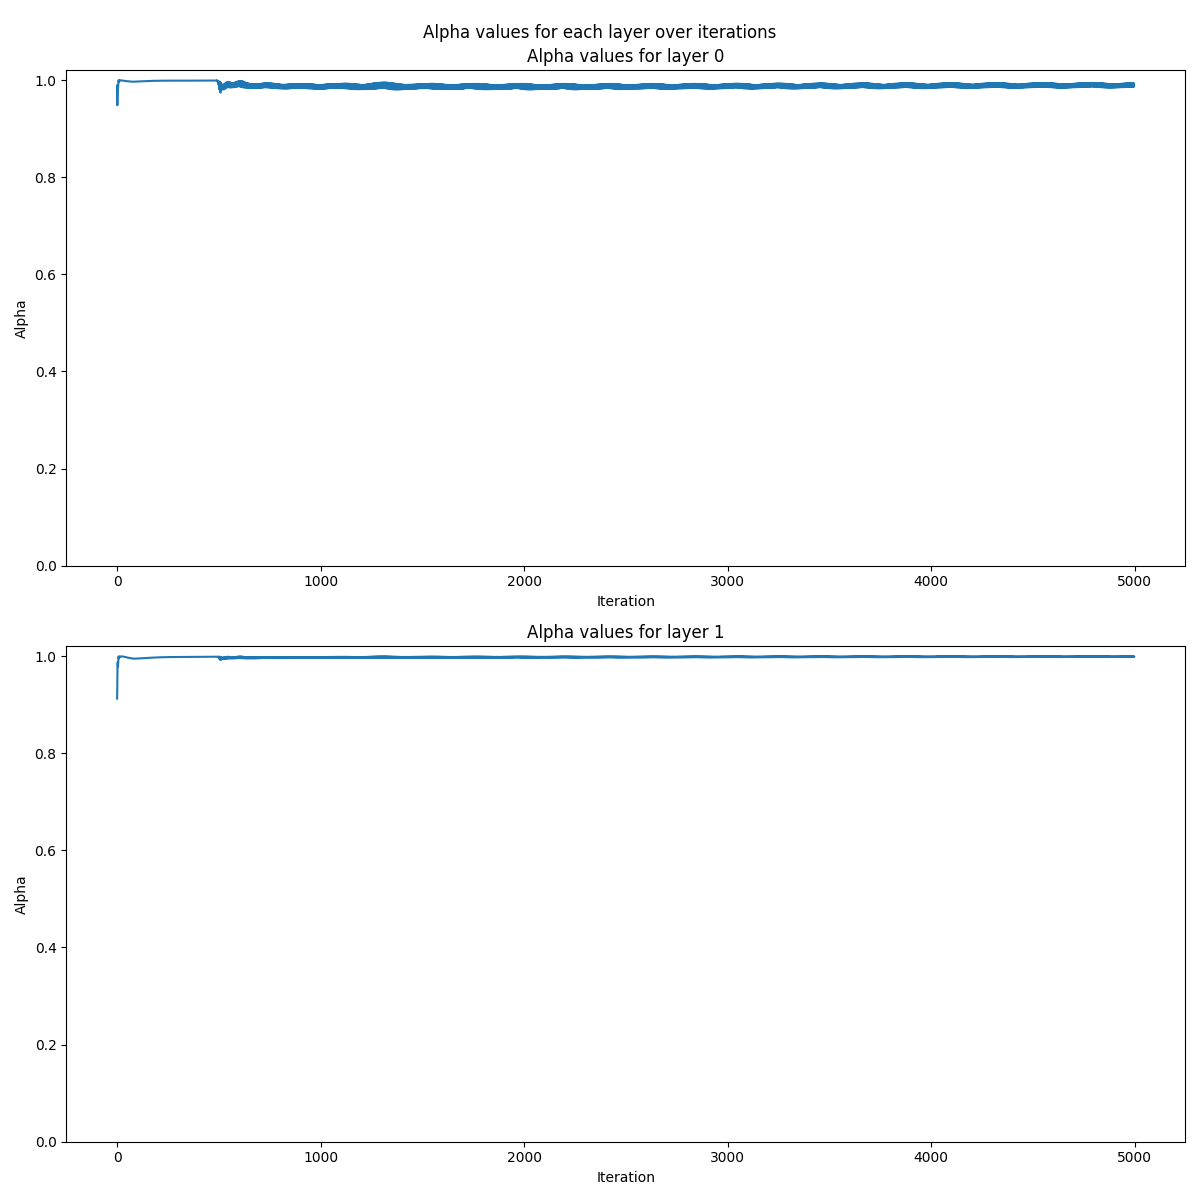 Alpha values for each layer over iterations
Alpha values for layer 0
1.0
0.8
0.6
0.4
0.2
0.0
Alpha
0 1000 2000 3000 4000 5000
Iteration
Alpha values for layer 1
1.0
0.8
0.6
0.4
0.2
0.0
Alpha
0 1000 2000 3000 4000 5000
Iteration